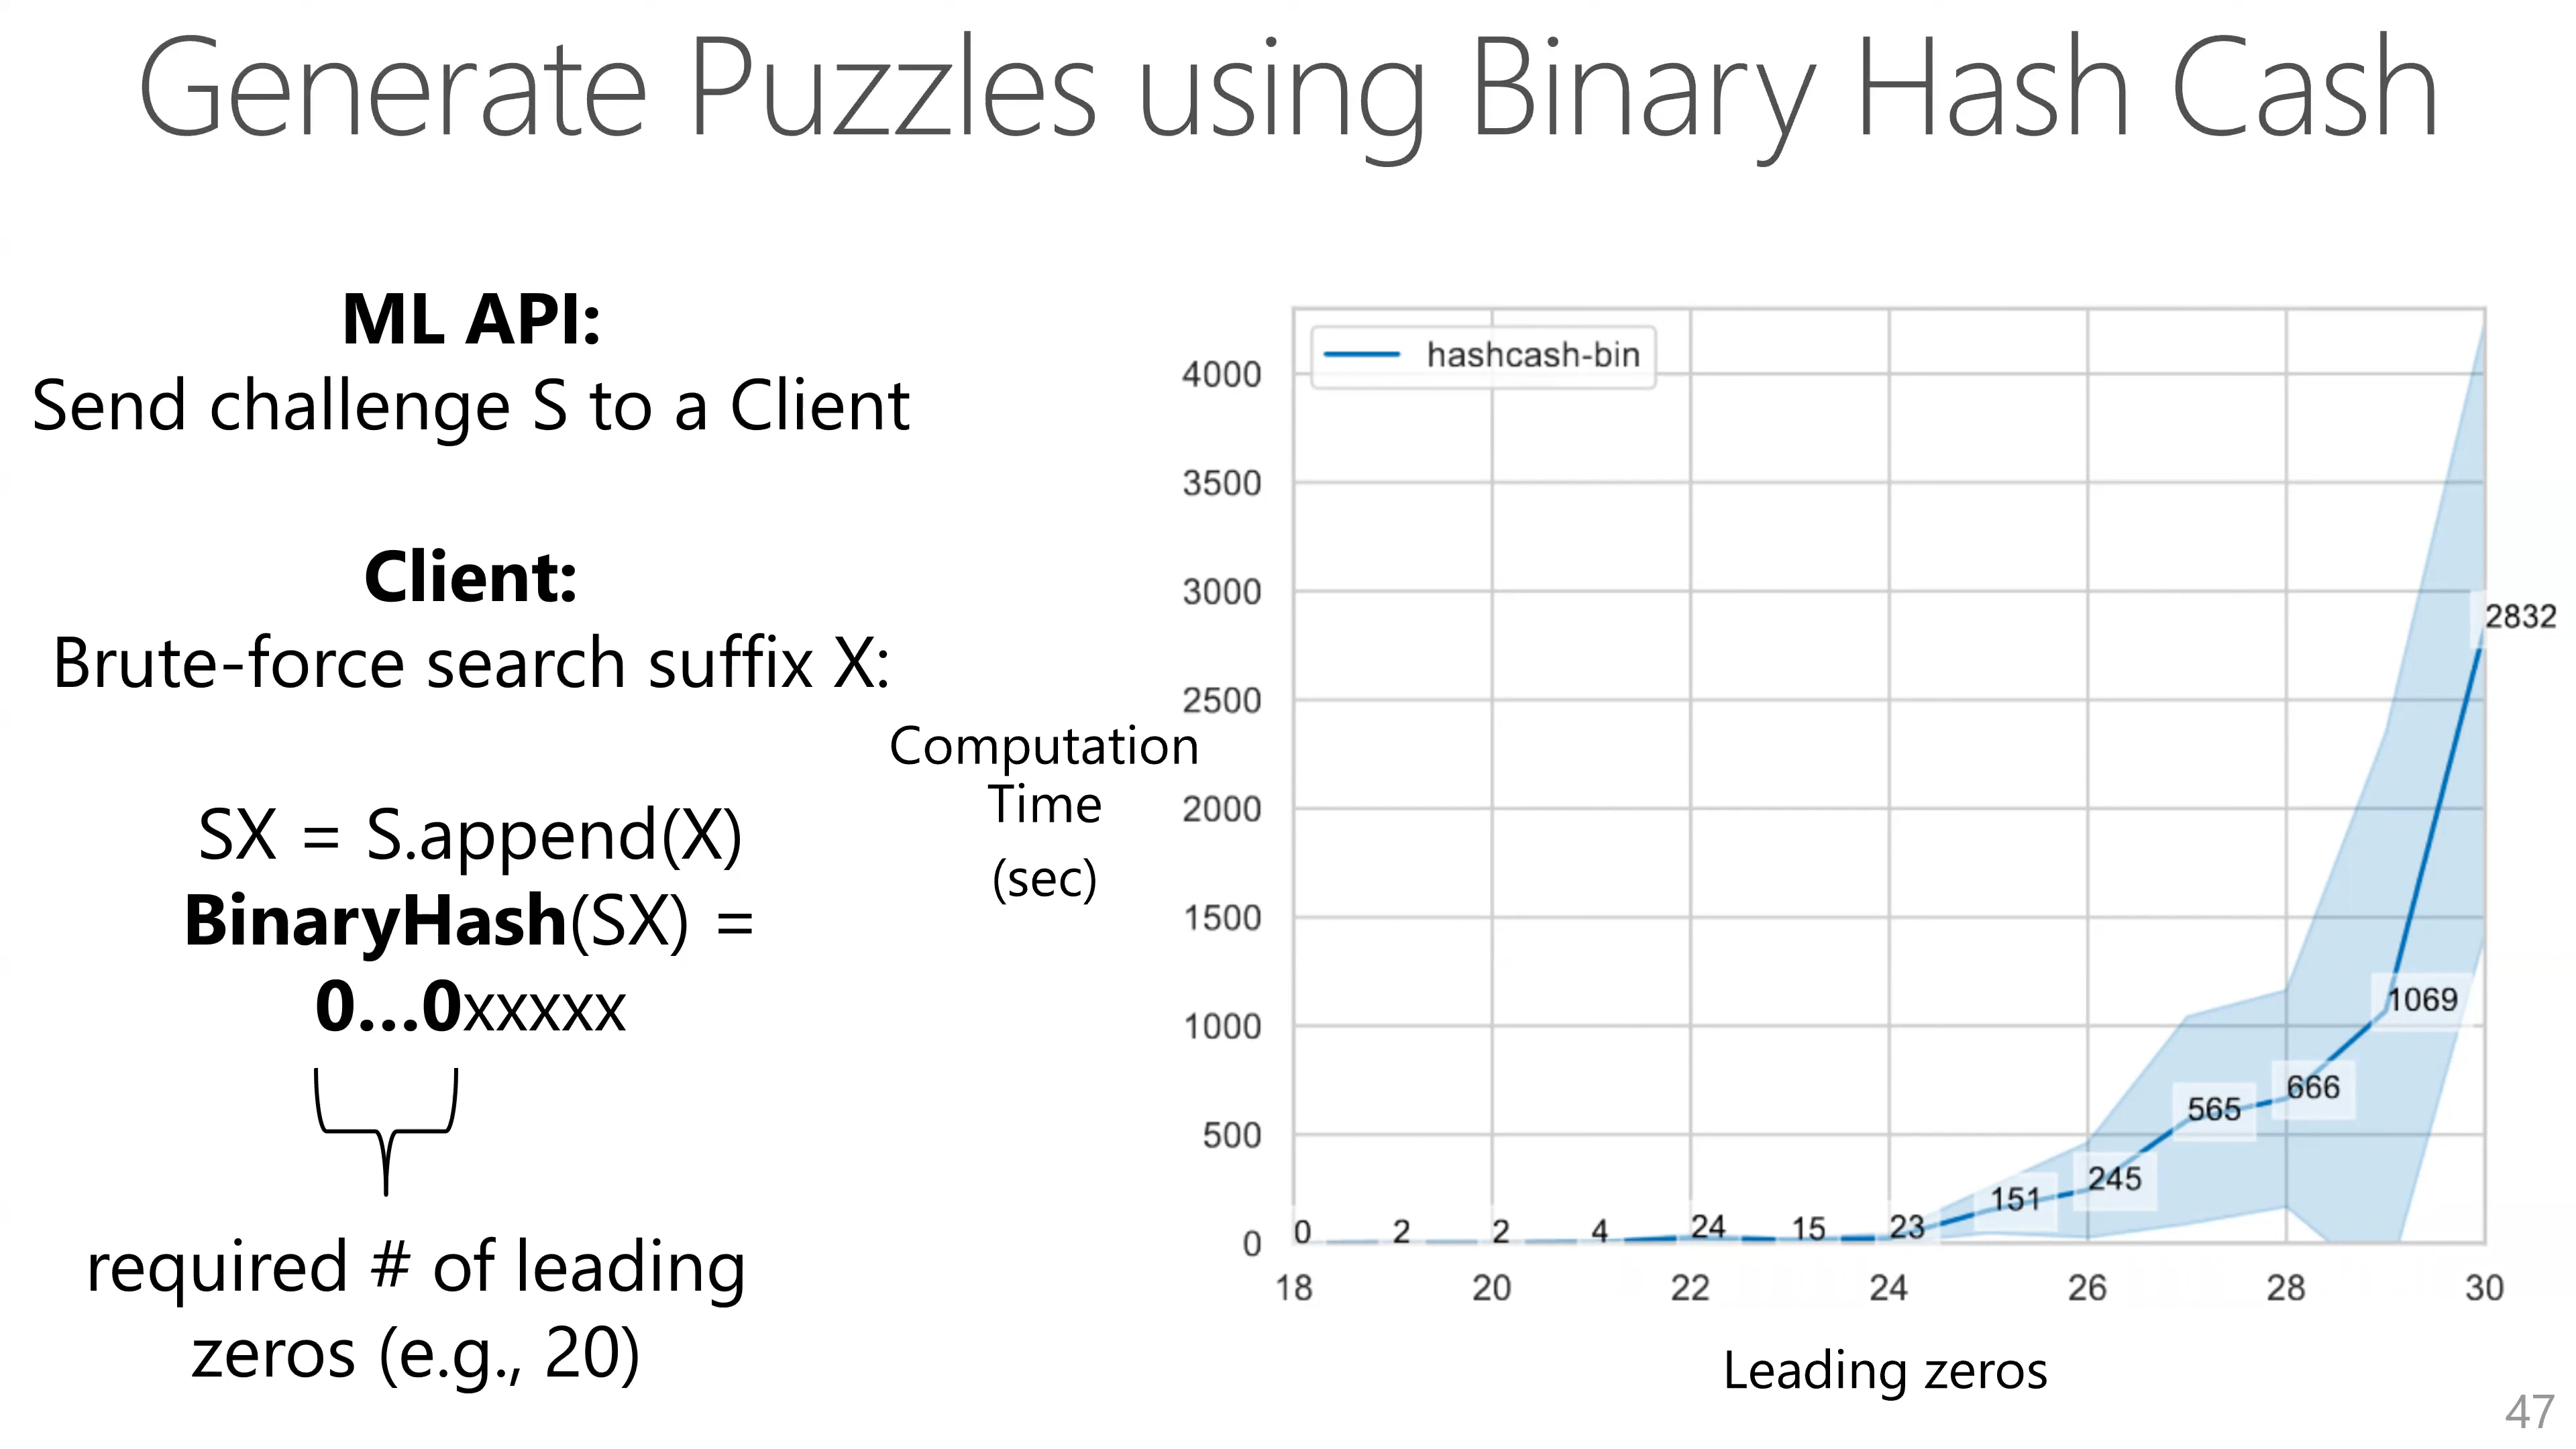 Generate Puzzles using Binary Hash Cash
ML API:
Send challenge S to a Client
Client:
Brute-force search suffix X:
SX = S.append(X)
BinaryHash(SX) =
0...0xxxxx
required # of leading
zeros (e.g., 20)
Computation
Time
(sec)
hashcash-bin
4000
3500
3000
2500
2000
1500
1000
500
0
0
2
2
4
24
15
23
151
245
565
666
1069
2832
18
20
22
24
26
28
30
Leading zeros
47